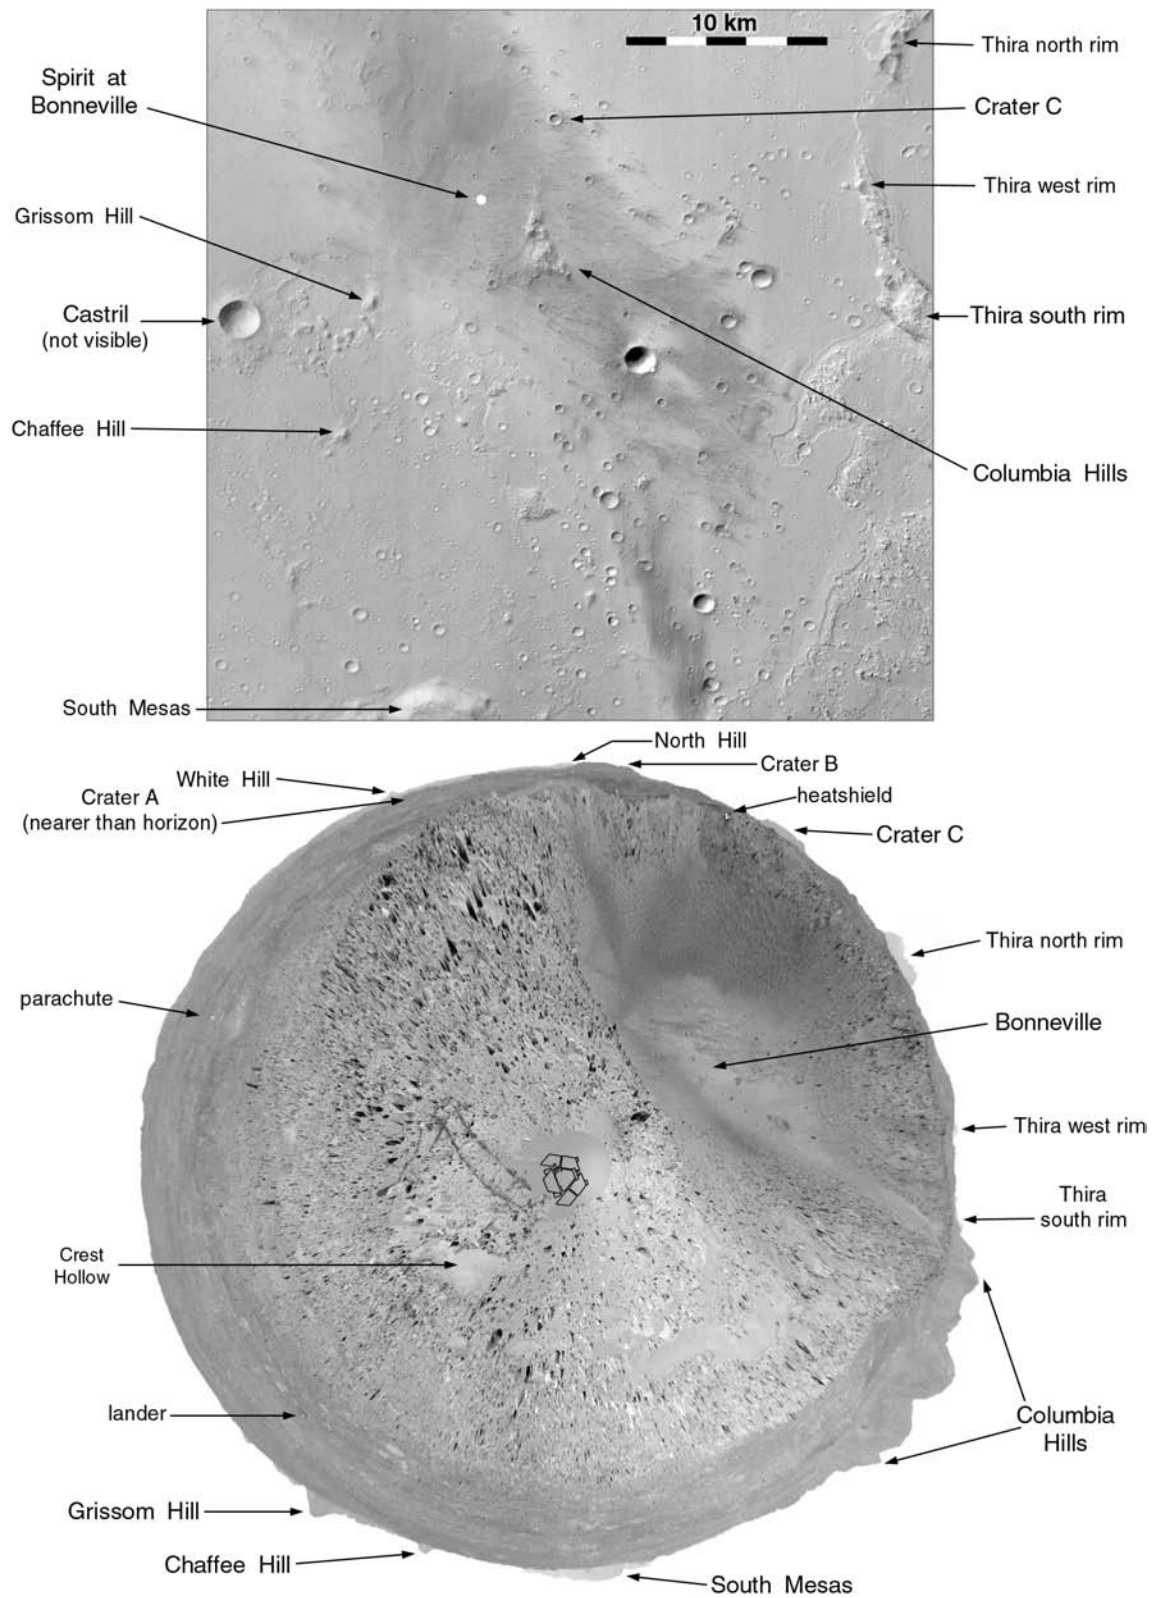 10 km
Thira north rim
Spirit at
Bonneville
Crater C
Thira west rim
Grissom Hill
Castril
(not visible)
Thira south rim
Chaffee Hill
Columbia Hills
South Mesas
North Hill
Crater B
White Hill
Crater A
(nearer than horizon)
heatshield
Crater C
Thira north rim
parachute
Bonneville
Thira west rim
Thira
south rim
Crest
Hollow
lander
Columbia
Hills
Grissom Hill
Chaffee Hill
South Mesas